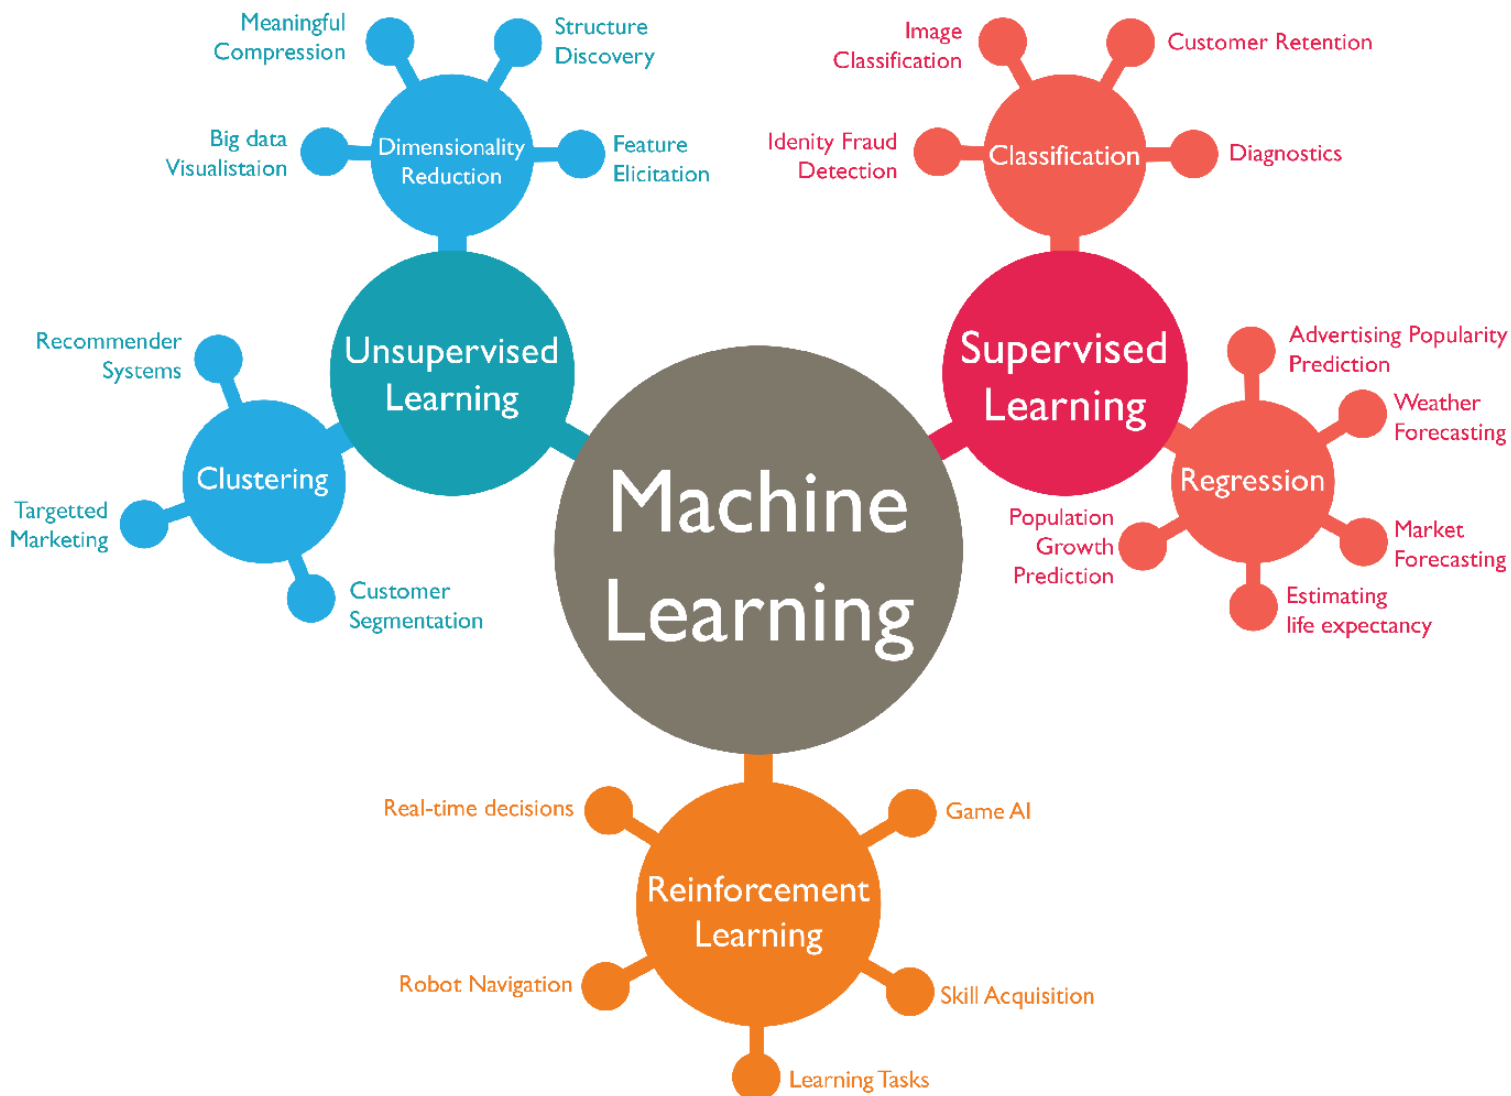 Meaningful
Compression
Structure
Discovery
Big data
Visualistaion
Dimensionality
Reduction
Feature
Elicitation
Image
Classification
Customer Retention
Idenity Fraud
Detection
Classification
Diagnostics
Unsupervised
Learning
Supervised
Learning
Recommender
Systems
Clustering
Targetted
Marketing
Customer
Segmentation
Advertising Popularity
Prediction
Weather
Forecasting
Regression
Population
Growth
Prediction
Market
Forecasting
Estimating
life expectancy
Machine
Learning
Real-time decisions
Game AI
Reinforcement
Learning
Robot Navigation
Skill Acquisition
Learning Tasks